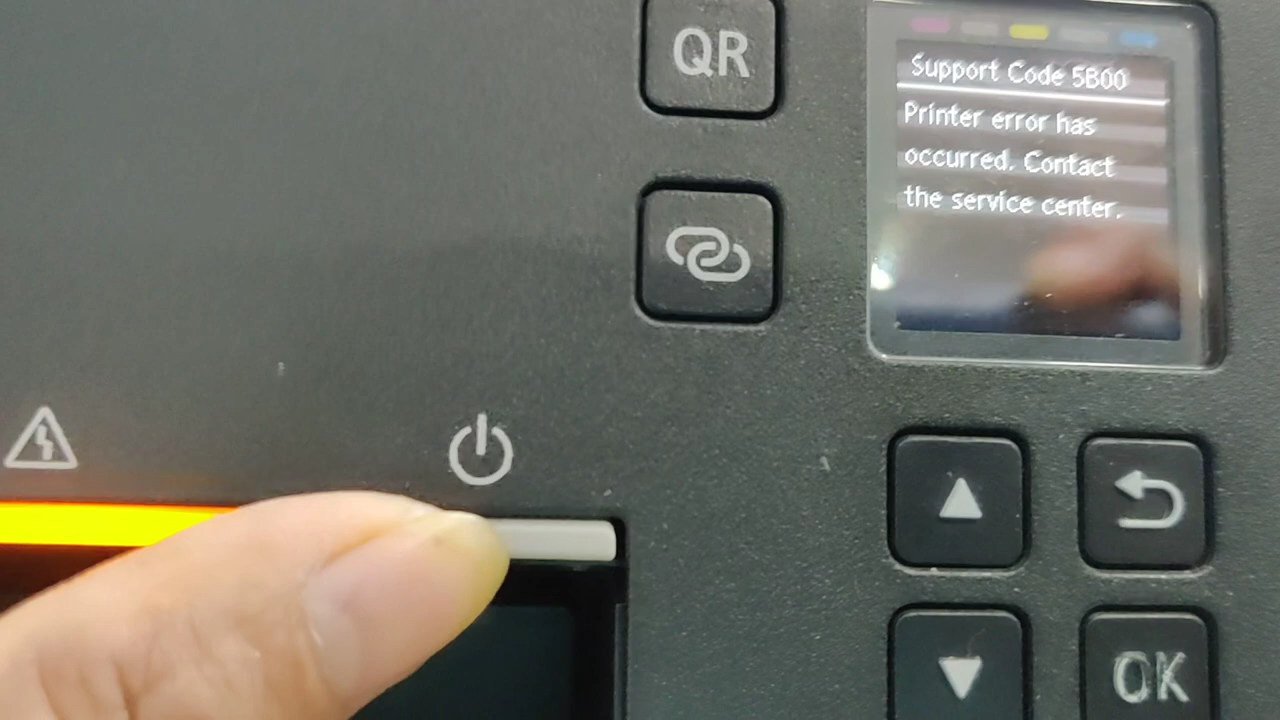 QR
Support Code 5B00
Printer error has
occurred. Contact
the service center.
OK